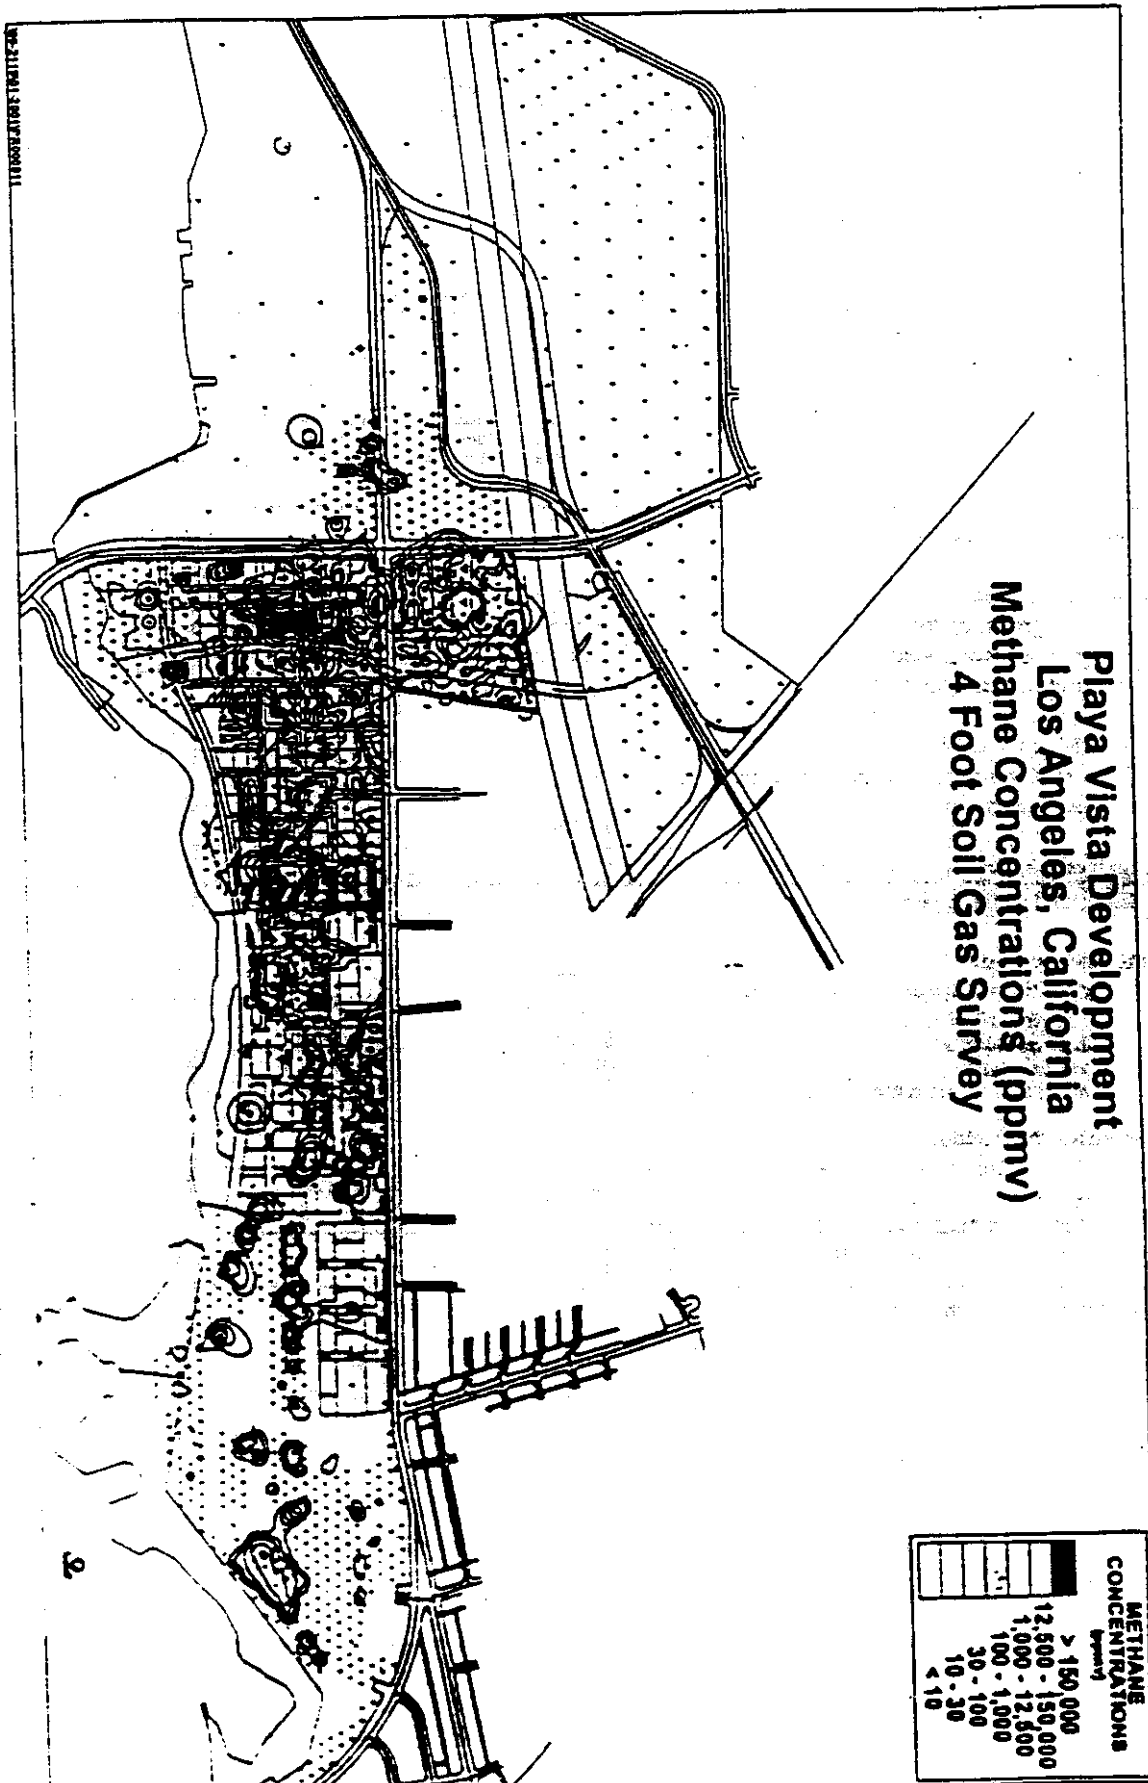 Playa Vista Development
Los Angeles, California
Methane Concentrations (ppmv)
4 Foot Soil Gas Survey
METHANE
CONCENTRATIONS
(ppmv)
> 150,000
12,500 - 150,000
1,000 - 12,500
100 - 1,000
30 - 100
10 - 30
< 10